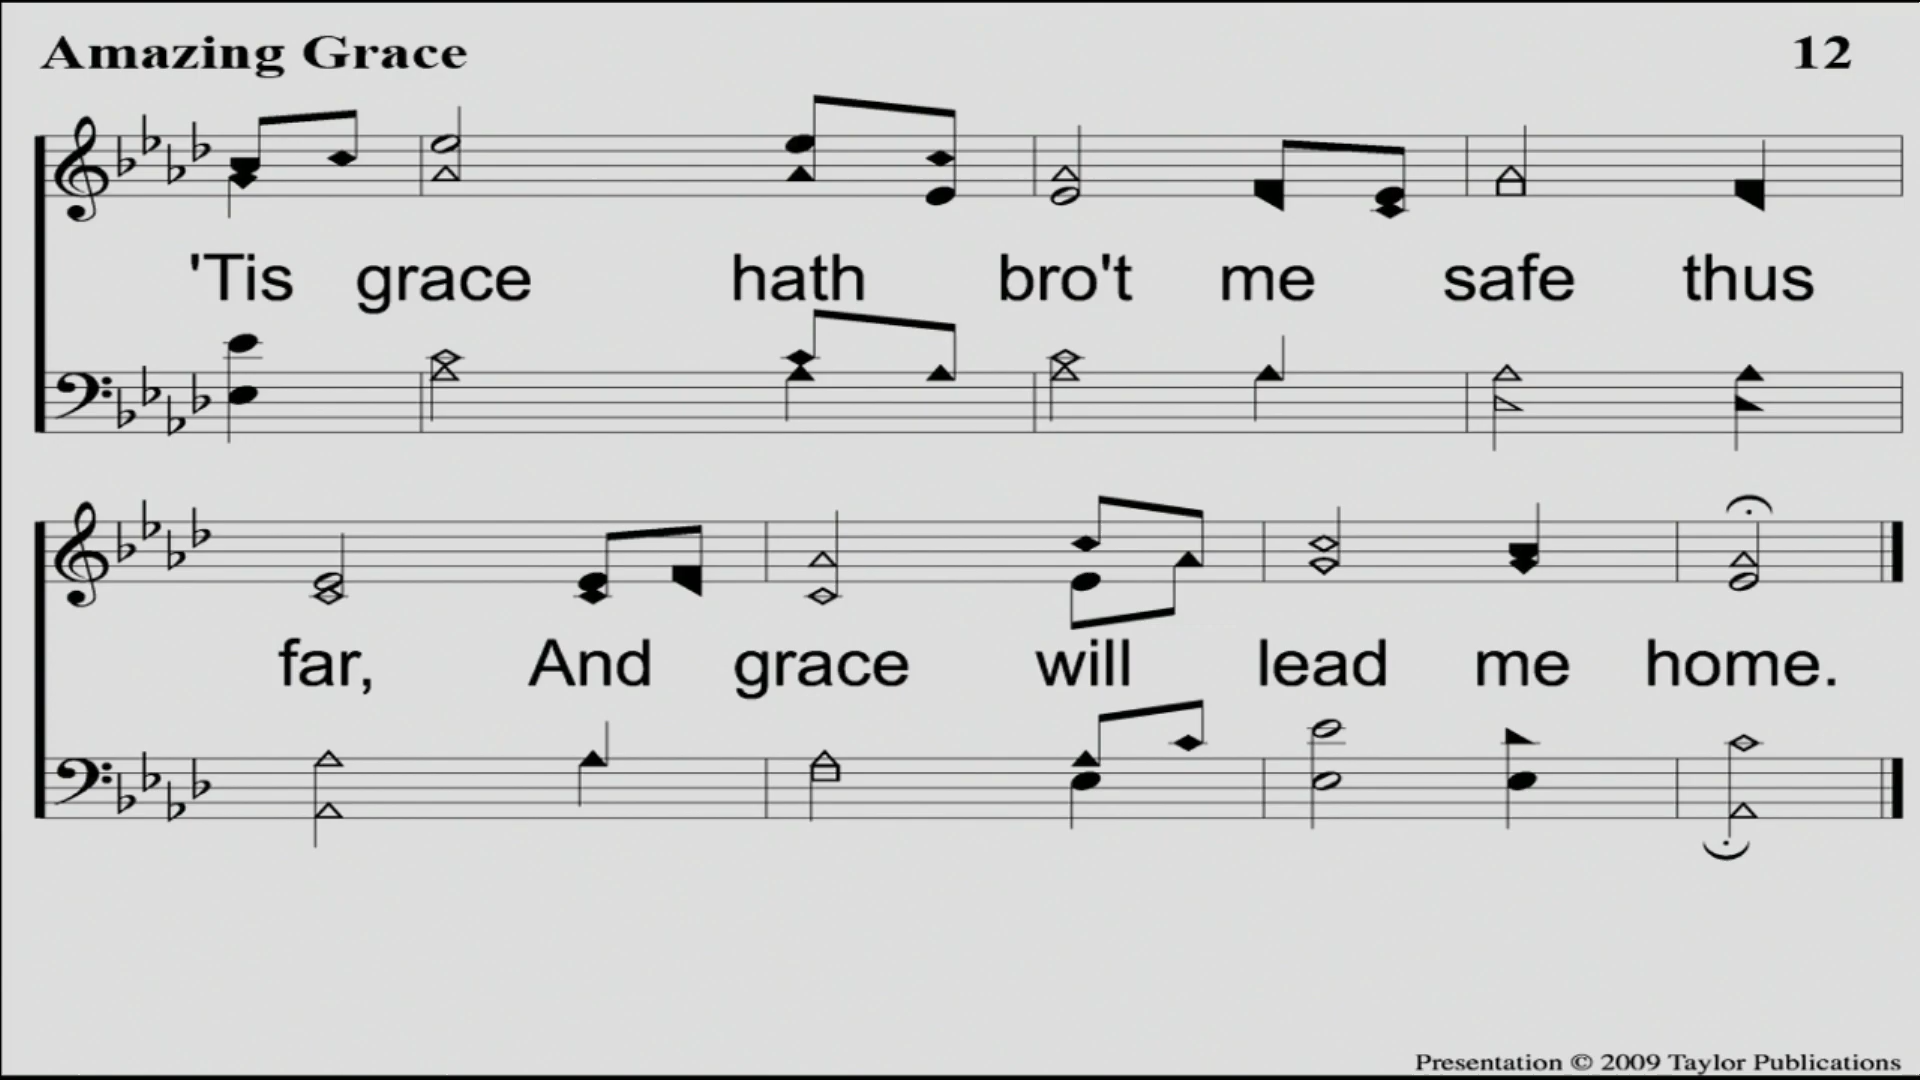 Amazing Grace 12
'Tis grace hath bro't me safe thus
far, And grace will lead me home.
Presentation © 2009 Taylor Publications